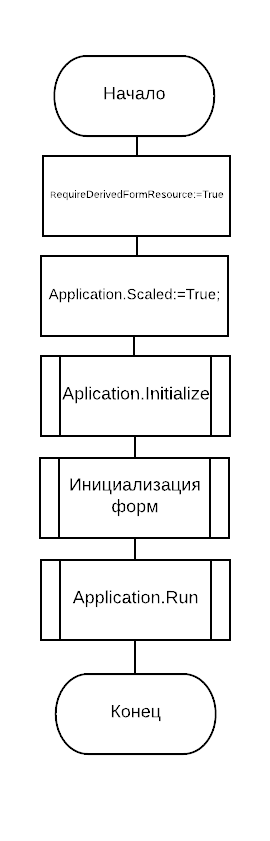 Начало
RequireDerivedFormResource:=True
Application.Scaled:=True;
Aplication.Initialize
Инициализация
форм
Application.Run
Конец